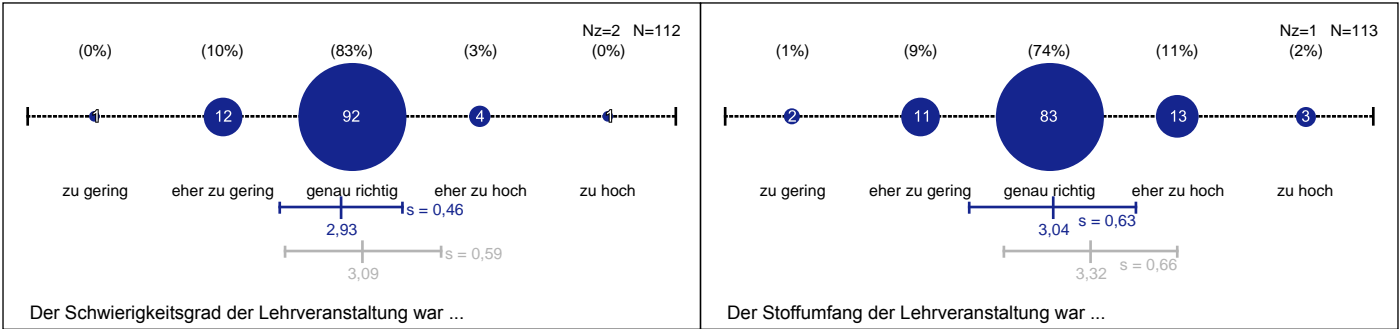 Nz=2 N=112
(0%) (10%) (83%) (3%) (0%)
1 12 92 4 1
zu gering eher zu gering genau richtig eher zu hoch zu hoch
s = 0,46
2,93
s = 0,59
3,09
Der Schwierigkeitsgrad der Lehrveranstaltung war ...
Nz=1 N=113
(1%) (9%) (74%) (11%) (2%)
2 11 83 13 3
zu gering eher zu gering genau richtig eher zu hoch zu hoch
3,04 s = 0,63
3,32 s = 0,66
Der Stoffumfang der Lehrveranstaltung war ...